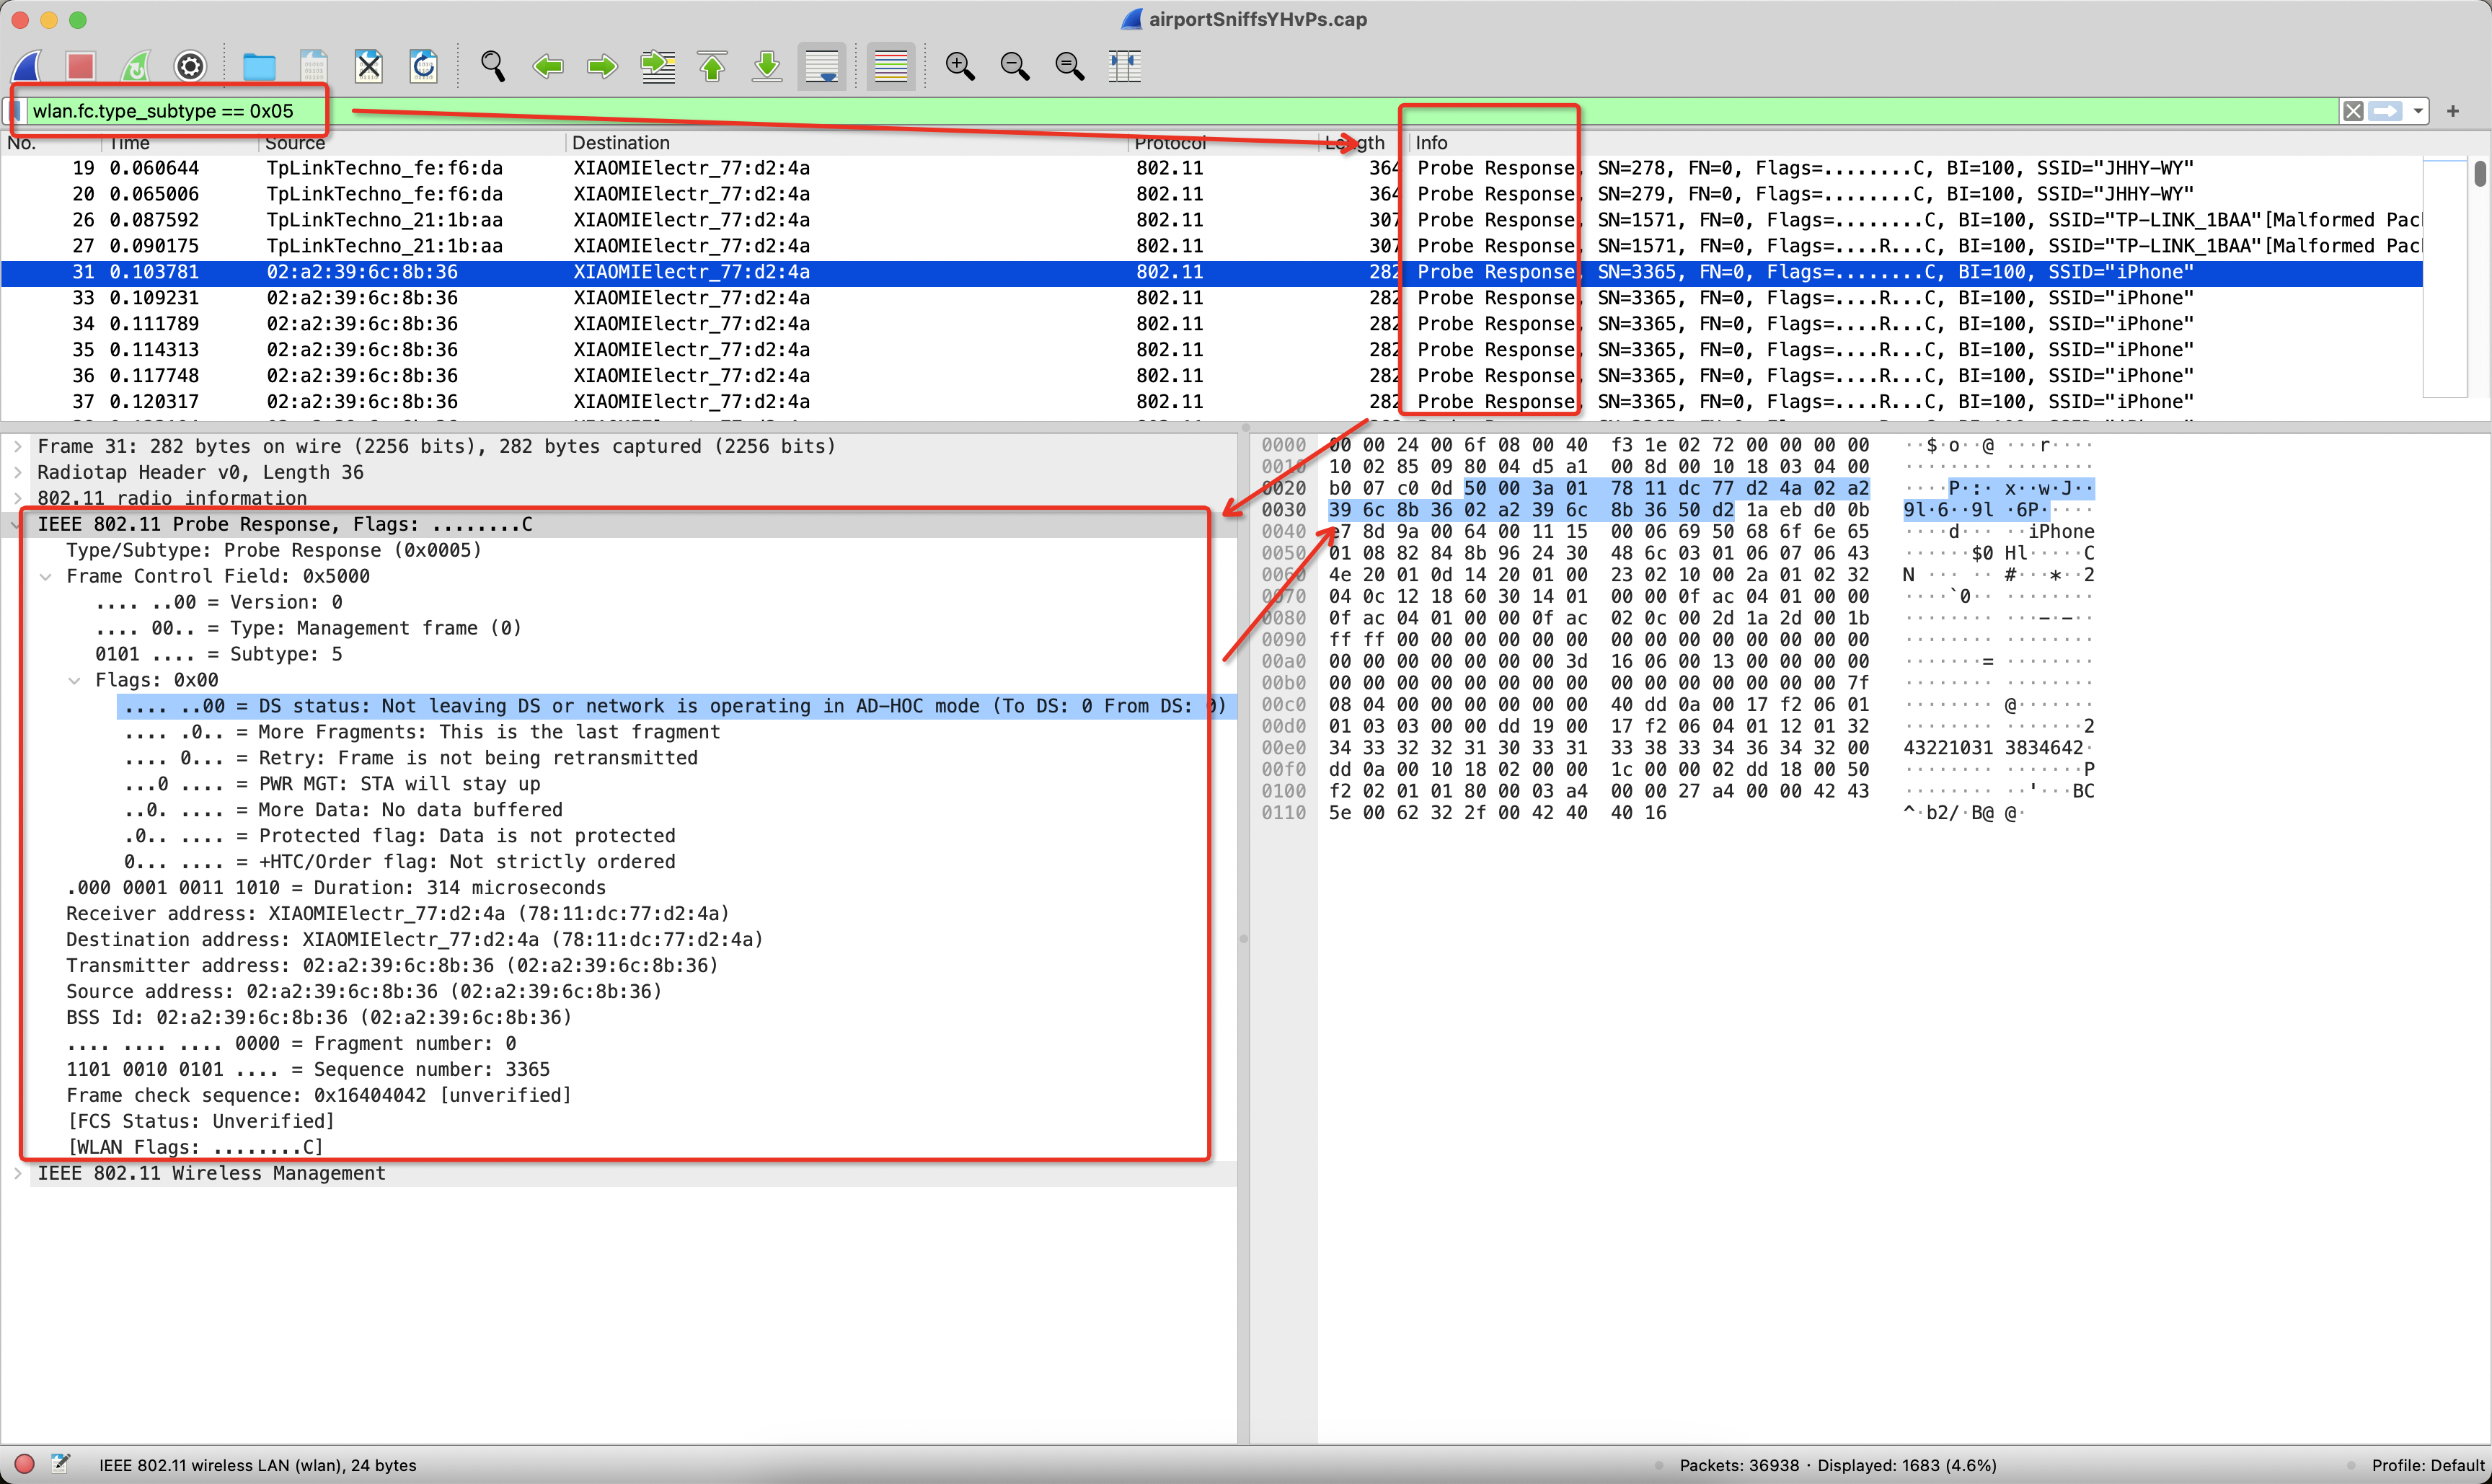 airportSniffsYHvPs.cap
wlan.fc.type_subtype == 0x05
No. Time Source Destination Protocol Length Info
19 0.060644 TpLinkTechno_fe:f6:da XIAOMIElectr_77:d2:4a 802.11 364 Probe Response, SN=278, FN=0, Flags=........C, BI=100, SSID="JHHY-WY"
20 0.065006 TpLinkTechno_fe:f6:da XIAOMIElectr_77:d2:4a 802.11 364 Probe Response, SN=279, FN=0, Flags=........C, BI=100, SSID="JHHY-WY"
26 0.087592 TpLinkTechno_21:1b:aa XIAOMIElectr_77:d2:4a 802.11 307 Probe Response, SN=1571, FN=0, Flags=........C, BI=100, SSID="TP-LINK_1BAA"[Malformed Pac
27 0.090175 TpLinkTechno_21:1b:aa XIAOMIElectr_77:d2:4a 802.11 307 Probe Response, SN=1571, FN=0, Flags=....R...C, BI=100, SSID="TP-LINK_1BAA"[Malformed Pac
31 0.103781 02:a2:39:6c:8b:36 XIAOMIElectr_77:d2:4a 802.11 282 Probe Response, SN=3365, FN=0, Flags=........C, BI=100, SSID="iPhone"
33 0.109231 02:a2:39:6c:8b:36 XIAOMIElectr_77:d2:4a 802.11 282 Probe Response, SN=3365, FN=0, Flags=....R...C, BI=100, SSID="iPhone"
34 0.111789 02:a2:39:6c:8b:36 XIAOMIElectr_77:d2:4a 802.11 282 Probe Response, SN=3365, FN=0, Flags=....R...C, BI=100, SSID="iPhone"
35 0.114313 02:a2:39:6c:8b:36 XIAOMIElectr_77:d2:4a 802.11 282 Probe Response, SN=3365, FN=0, Flags=....R...C, BI=100, SSID="iPhone"
36 0.117748 02:a2:39:6c:8b:36 XIAOMIElectr_77:d2:4a 802.11 282 Probe Response, SN=3365, FN=0, Flags=....R...C, BI=100, SSID="iPhone"
37 0.120317 02:a2:39:6c:8b:36 XIAOMIElectr_77:d2:4a 802.11 282 Probe Response, SN=3365, FN=0, Flags=....R...C, BI=100, SSID="iPhone"
Frame 31: 282 bytes on wire (2256 bits), 282 bytes captured (2256 bits)
Radiotap Header v0, Length 36
802.11 radio information
IEEE 802.11 Probe Response, Flags: ........C
Type/Subtype: Probe Response (0x0005)
Frame Control Field: 0x5000
.... ..00 = Version: 0
.... 00.. = Type: Management frame (0)
0101 .... = Subtype: 5
Flags: 0x00
.... ..00 = DS status: Not leaving DS or network is operating in AD-HOC mode (To DS: 0 From DS: 0)
.... .0.. = More Fragments: This is the last fragment
.... 0... = Retry: Frame is not being retransmitted
...0 .... = PWR MGT: STA will stay up
..0. .... = More Data: No data buffered
.0.. .... = Protected flag: Data is not protected
0... .... = +HTC/Order flag: Not strictly ordered
.000 0001 0011 1010 = Duration: 314 microseconds
Receiver address: XIAOMIElectr_77:d2:4a (78:11:dc:77:d2:4a)
Destination address: XIAOMIElectr_77:d2:4a (78:11:dc:77:d2:4a)
Transmitter address: 02:a2:39:6c:8b:36 (02:a2:39:6c:8b:36)
Source address: 02:a2:39:6c:8b:36 (02:a2:39:6c:8b:36)
BSS Id: 02:a2:39:6c:8b:36 (02:a2:39:6c:8b:36)
.... .... .... 0000 = Fragment number: 0
1101 0010 0101 .... = Sequence number: 3365
Frame check sequence: 0x16404042 [unverified]
[FCS Status: Unverified]
[WLAN Flags: ........C]
IEEE 802.11 Wireless Management
0000 00 00 24 00 6f 08 00 40 f3 1e 02 72 00 00 00 00 ··$·o··@ ···r····
0010 10 02 85 09 80 04 d5 a1 00 8d 00 10 18 03 04 00 ········ ········
0020 b0 07 c0 0d 50 00 3a 01 78 11 dc 77 d2 4a 02 a2 ····P·:· x··w·J··
0030 39 6c 8b 36 02 a2 39 6c 8b 36 50 d2 1a eb d0 0b 9l·6··9l ·6P·····
0040 e7 8d 9a 00 64 00 11 15 00 06 69 50 68 6f 6e 65 ····d··· ··iPhone
0050 01 08 82 84 8b 96 24 30 48 6c 03 01 06 07 06 43 ······$0 Hl·····C
0060 4e 20 01 0d 14 20 01 00 23 02 10 00 2a 01 02 32 N ··· ·· #···*··2
0070 04 0c 12 18 60 30 14 01 00 00 0f ac 04 01 00 00 ····`0·· ········
0080 0f ac 04 01 00 00 0f ac 02 0c 00 2d 1a 2d 00 1b ········ ···-·-··
0090 ff ff 00 00 00 00 00 00 00 00 00 00 00 00 00 00 ········ ········
00a0 00 00 00 00 00 00 00 3d 16 06 00 13 00 00 00 00 ·······= ········
00b0 00 00 00 00 00 00 00 00 00 00 00 00 00 00 00 7f ········ ········
00c0 08 04 00 00 00 00 00 00 40 dd 0a 00 17 f2 06 01 ········ @·······
00d0 01 03 03 00 00 dd 19 00 17 f2 06 04 01 12 01 32 ········ ·······2
00e0 34 33 32 32 31 30 33 31 33 38 33 34 36 34 32 00 43221031 3834642·
00f0 dd 0a 00 10 18 02 00 00 1c 00 00 02 dd 18 00 50 ········ ·······P
0100 f2 02 01 01 80 00 03 a4 00 00 27 a4 00 00 42 43 ········ ··'···BC
0110 5e 00 62 32 2f 00 42 40 40 16 ^·b2/·B@ @·
IEEE 802.11 wireless LAN (wlan), 24 bytes
Packets: 36938 · Displayed: 1683 (4.6%)
Profile: Default